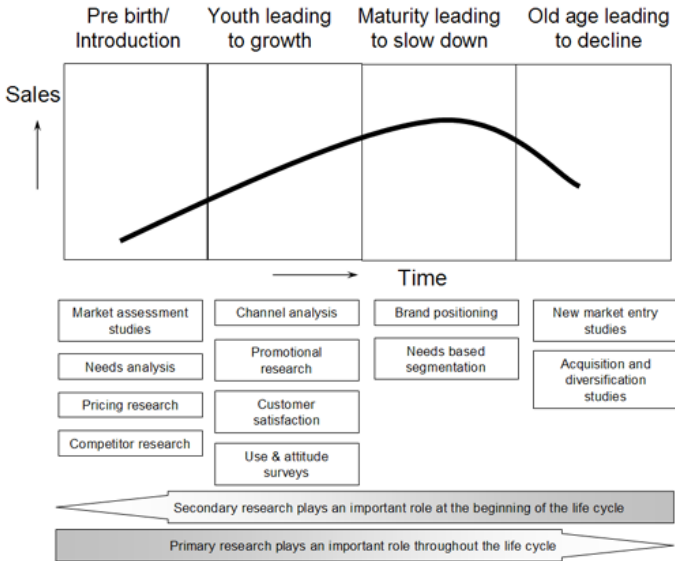 Pre birth/
Introduction
Youth leading
to growth
Maturity leading
to slow down
Old age leading
to decline
Sales
Time
Market assessment
studies
Needs analysis
Pricing research
Competitor research
Channel analysis
Promotional
research
Customer
satisfaction
Use & attitude
surveys
Brand positioning
Needs based
segmentation
New market entry
studies
Acquisition and
diversification
studies
Secondary research plays an important role at the beginning of the life cycle
Primary research plays an important role throughout the life cycle